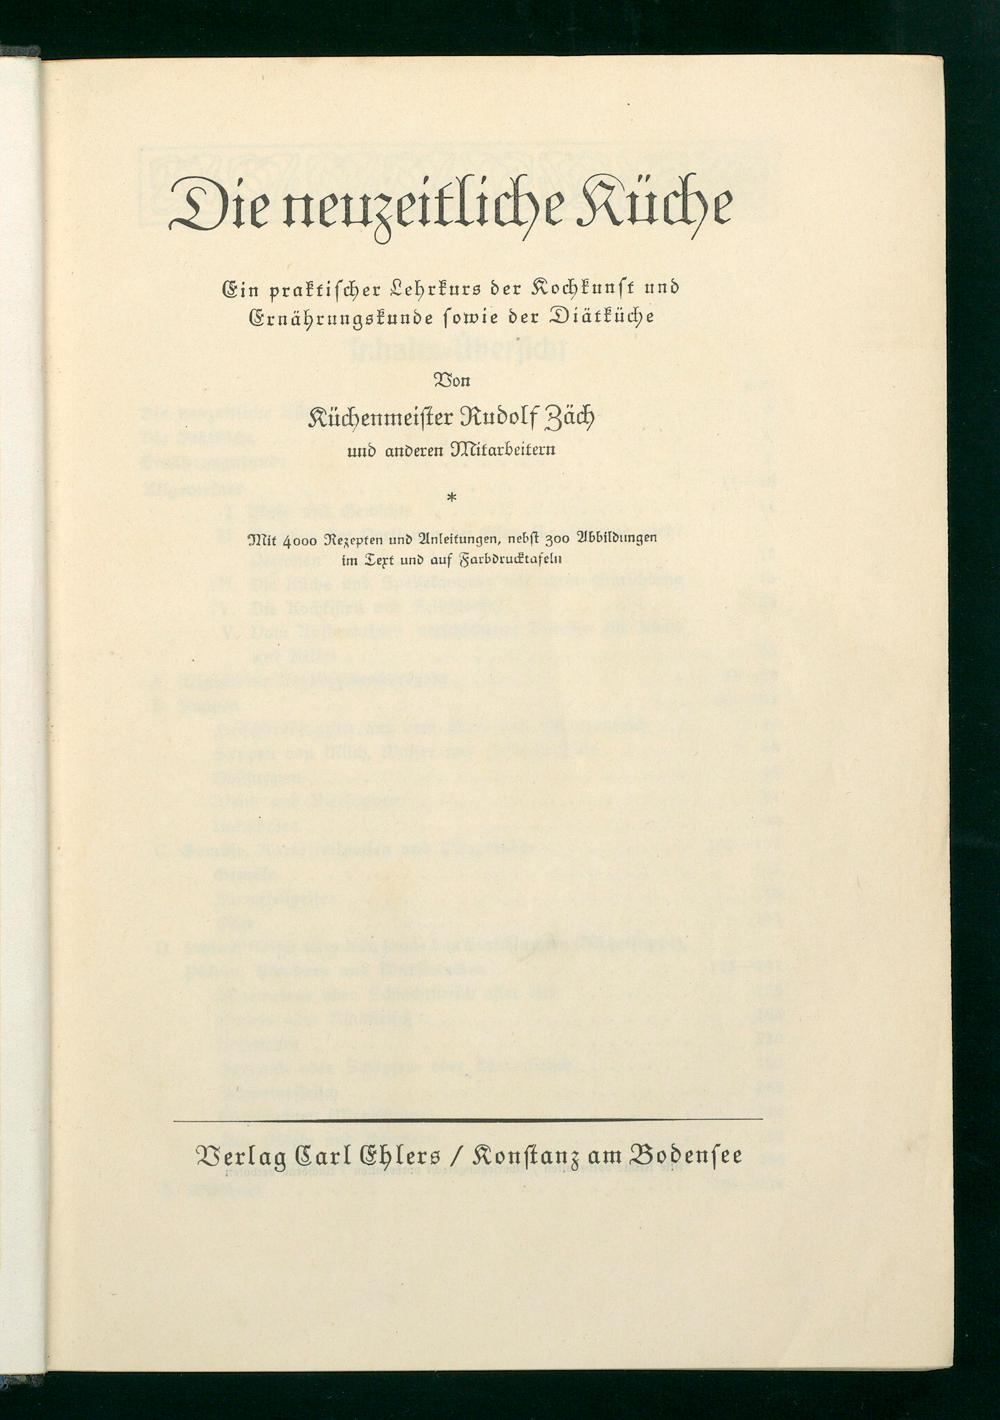 Die neuzeitliche Küche
Ein praktischer Lehrkurs der Kochkunst und
Ernährungskunde sowie der Diätküche
Von
Küchenmeister Rudolf Zäch
und anderen Mitarbeitern
*
Mit 4000 Rezepten und Anleitungen, nebst 300 Abbildungen
im Text und auf Farbdrucktafeln
Verlag Carl Ehlers / Konstanz am Bodensee